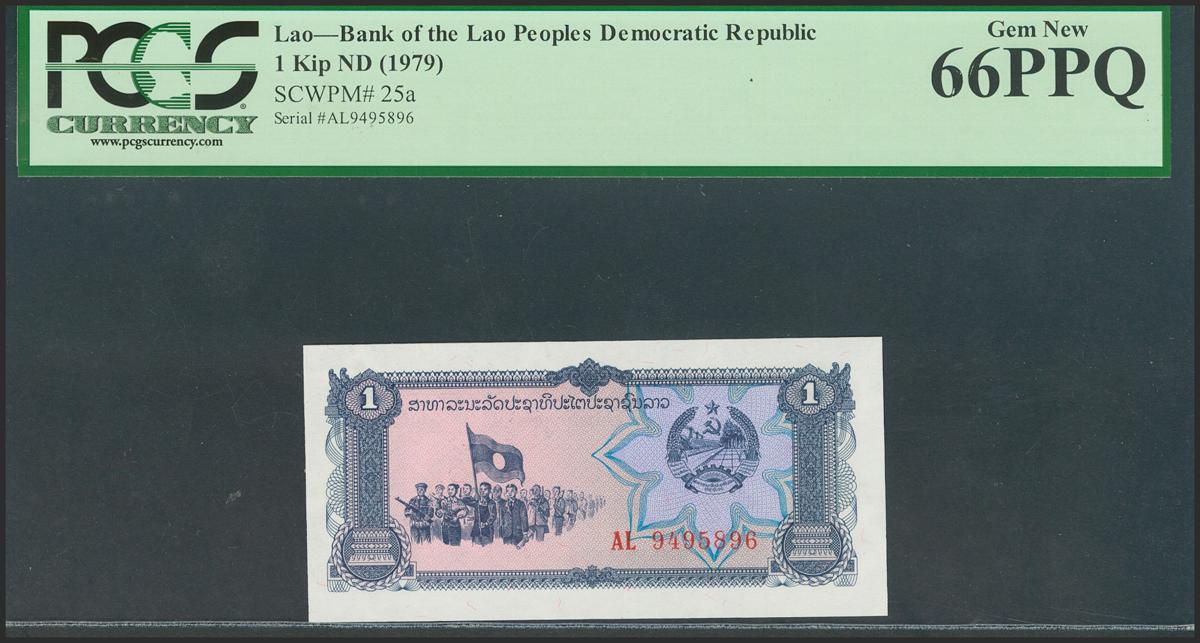 PCGS
CURRENCY
www.pcgscurrency.com
Lao—Bank of the Lao Peoples Democratic Republic
1 Kip ND (1979)
SCWPM# 25a
Serial #AL9495896
Gem New
66PPQ
1
1
ສາທາລະນະລັດປະຊາທິປະໄຕປະຊາຊົນລາວ
AL 9495896